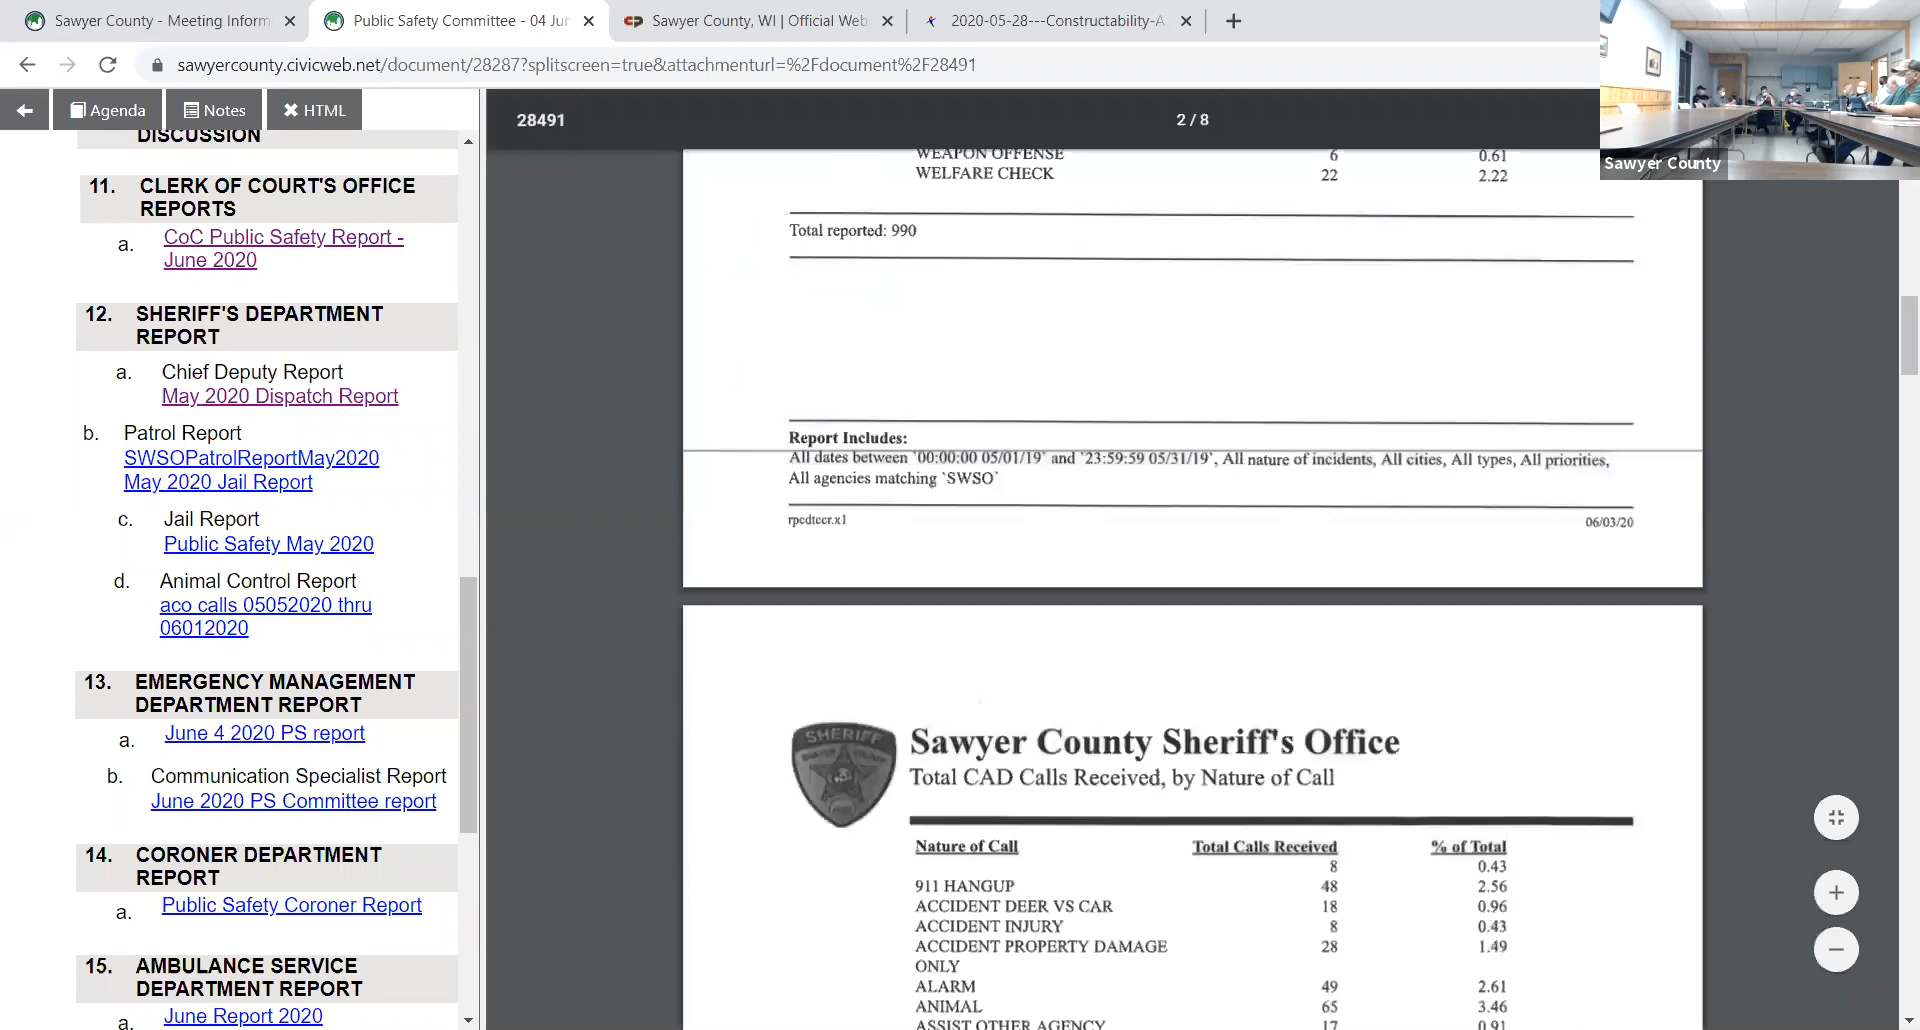 Sawyer County - Meeting Inform
Public Safety Committee - 04 Jun
Sawyer County, WI | Official Web
2020-05-28---Constructability-A
sawyercounty.civicweb.net/document/28287?splitscreen=true&attachmenturl=%2Fdocument%2F28491
Agenda
Notes
HTML
28491
2 / 8
Sawyer County
DISCUSSION
11. CLERK OF COURT'S OFFICE
REPORTS
a. CoC Public Safety Report -
June 2020
12. SHERIFF'S DEPARTMENT
REPORT
a. Chief Deputy Report
May 2020 Dispatch Report
b. Patrol Report
SWSOPatrolReportMay2020
May 2020 Jail Report
c. Jail Report
Public Safety May 2020
d. Animal Control Report
aco calls 05052020 thru
06012020
13. EMERGENCY MANAGEMENT
DEPARTMENT REPORT
a. June 4 2020 PS report
b. Communication Specialist Report
June 2020 PS Committee report
14. CORONER DEPARTMENT
REPORT
a. Public Safety Coroner Report
15. AMBULANCE SERVICE
DEPARTMENT REPORT
a. June Report 2020
WEAPON OFFENSE 6 0.61
WELFARE CHECK 22 2.22
Total reported: 990
Report Includes:
All dates between `00:00:00 05/01/19` and `23:59:59 05/31/19`, All nature of incidents, All cities, All types, All priorities,
All agencies matching `SWSO`
rpcdtccr.x1 06/03/20
SHERIFF
Sawyer County Sheriff's Office
Total CAD Calls Received, by Nature of Call
Nature of Call Total Calls Received % of Total
8 0.43
911 HANGUP 48 2.56
ACCIDENT DEER VS CAR 18 0.96
ACCIDENT INJURY 8 0.43
ACCIDENT PROPERTY DAMAGE 28 1.49
ONLY
ALARM 49 2.61
ANIMAL 65 3.46
ASSIST OTHER AGENCY 17 0.91